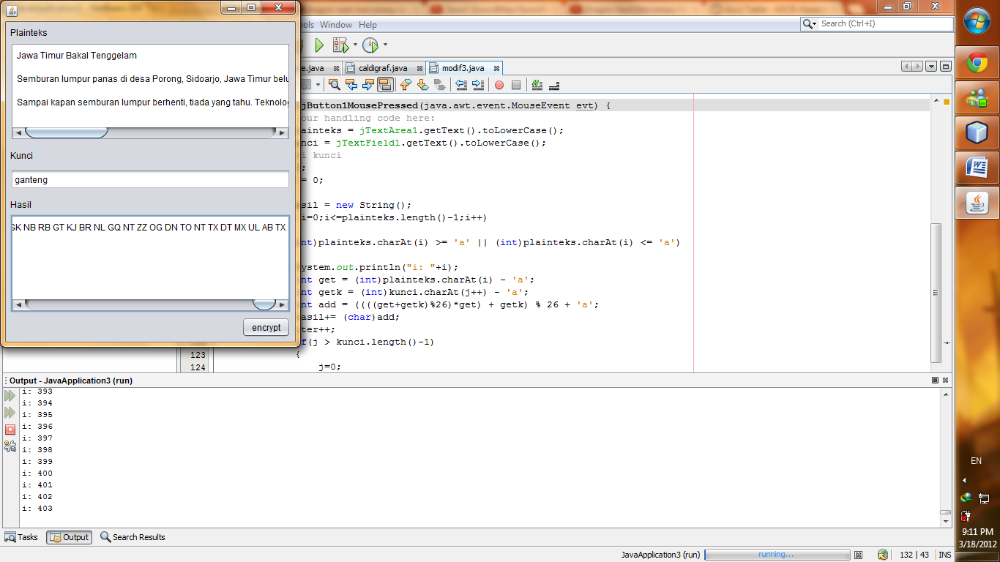 Plainteks
Jawa Timur Bakal Tenggelam
Semburan lumpur panas di desa Porong, Sidoarjo, Jawa Timur belu
Sampai kapan semburan lumpur berhenti, tiada yang tahu. Teknolog
Kunci
ganteng
Hasil
GK NB RB GT KJ BR NL GQ NT ZZ OG DN TO NT TX DT MX UL AB TX
encrypt
ols Window Help
Search (Ctrl+I)
e.java caldigraf.java modif3.java
jButton1MousePressed(java.awt.event.MouseEvent evt) {
our handling code here:
ainteks = jTextArea1.getText().toLowerCase();
nci = jTextField1.getText().toLowerCase();
i kunci
;
= 0;
sil = new String();
i=0;i<=plainteks.length()-1;i++)
nt)plainteks.charAt(i) >= 'a' || (int)plainteks.charAt(i) <= 'a')
ystem.out.println("i: "+i);
nt get = (int)plainteks.charAt(i) - 'a';
nt getk = (int)kunci.charAt(j++) - 'a';
nt add = ((((get+getk)%26)*get) + getk) % 26 + 'a';
asil+= (char)add;
ter++;
f(j > kunci.length()-1)
123 {
124 j=0;
Output - JavaApplication3 (run)
i: 393
i: 394
i: 395
i: 396
i: 397
i: 398
i: 399
i: 400
i: 401
i: 402
i: 403
Tasks Output Search Results
JavaApplication3 (run) running... 132 | 43 INS
EN
9:11 PM
3/18/2012